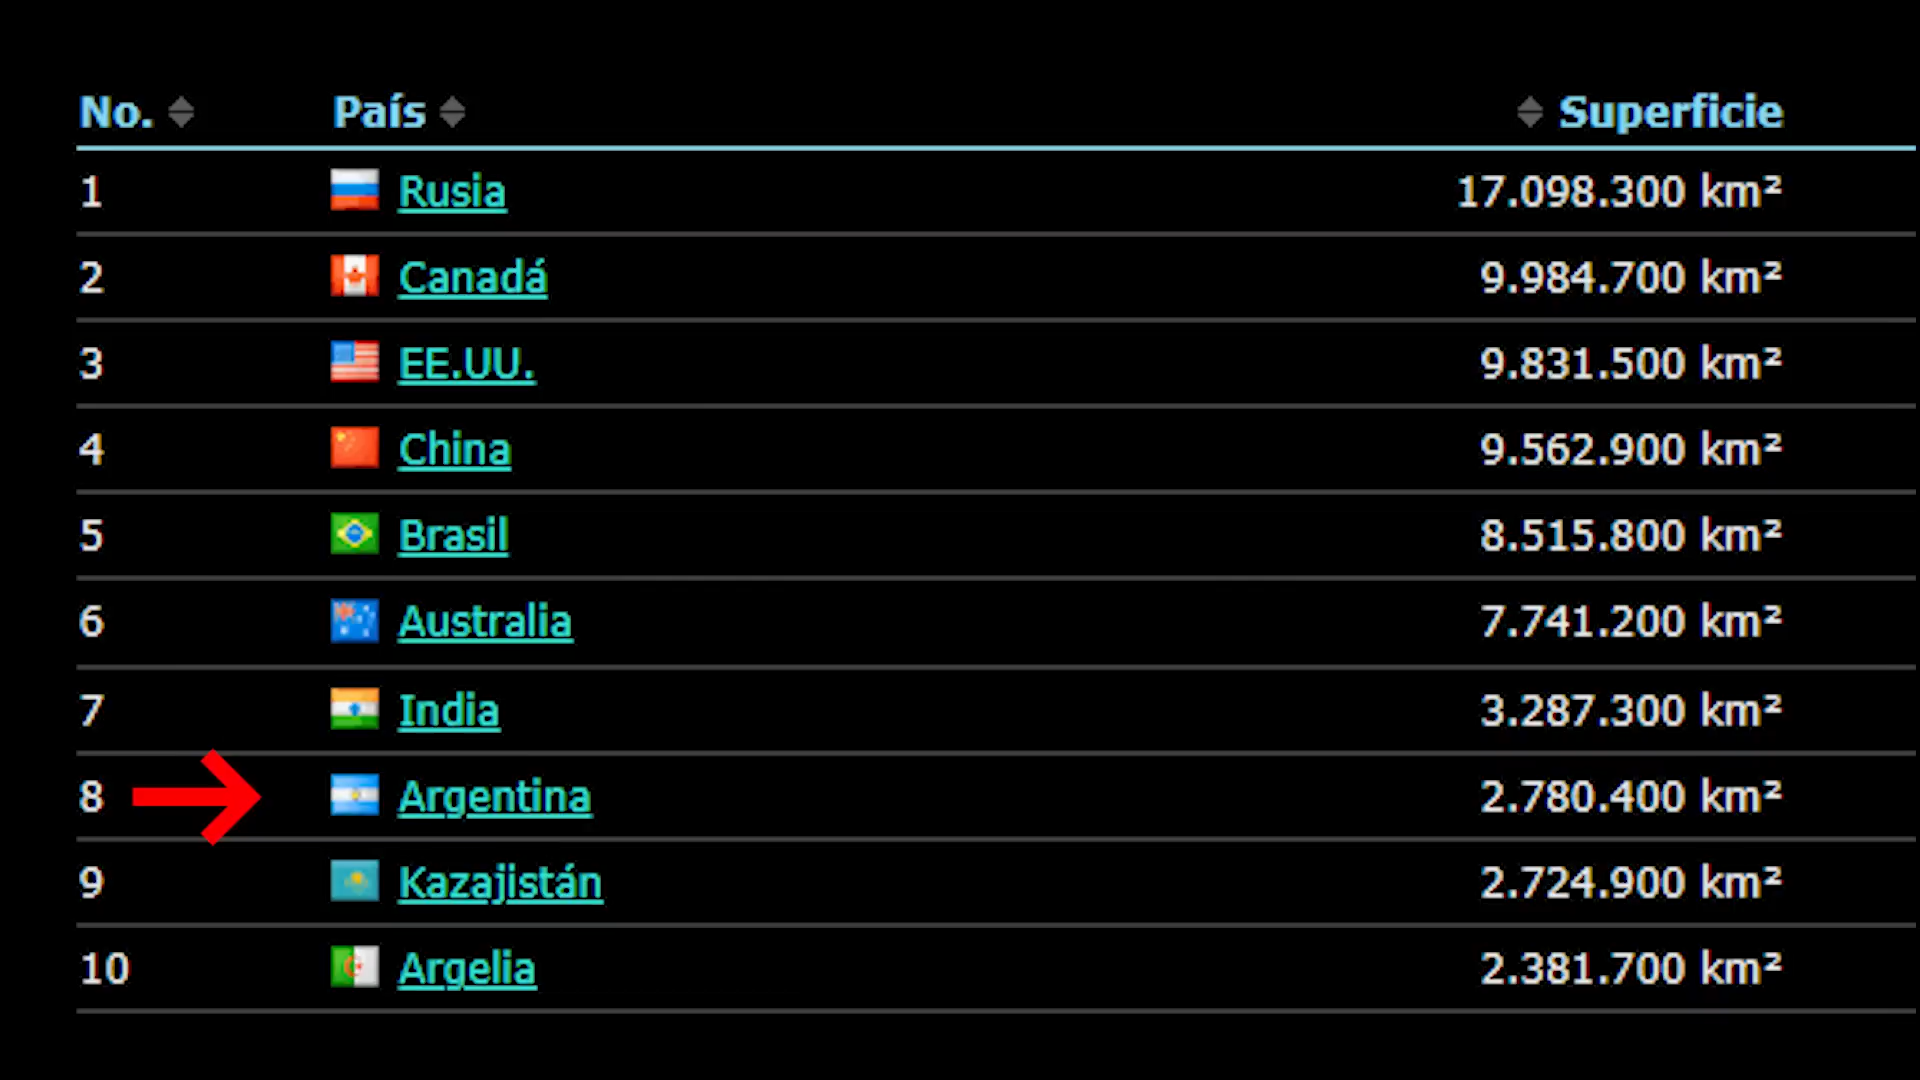 No. País Superficie
1 Rusia 17.098.300 km²
2 Canadá 9.984.700 km²
3 EE.UU. 9.831.500 km²
4 China 9.562.900 km²
5 Brasil 8.515.800 km²
6 Australia 7.741.200 km²
7 India 3.287.300 km²
8 Argentina 2.780.400 km²
9 Kazajistán 2.724.900 km²
10 Argelia 2.381.700 km²